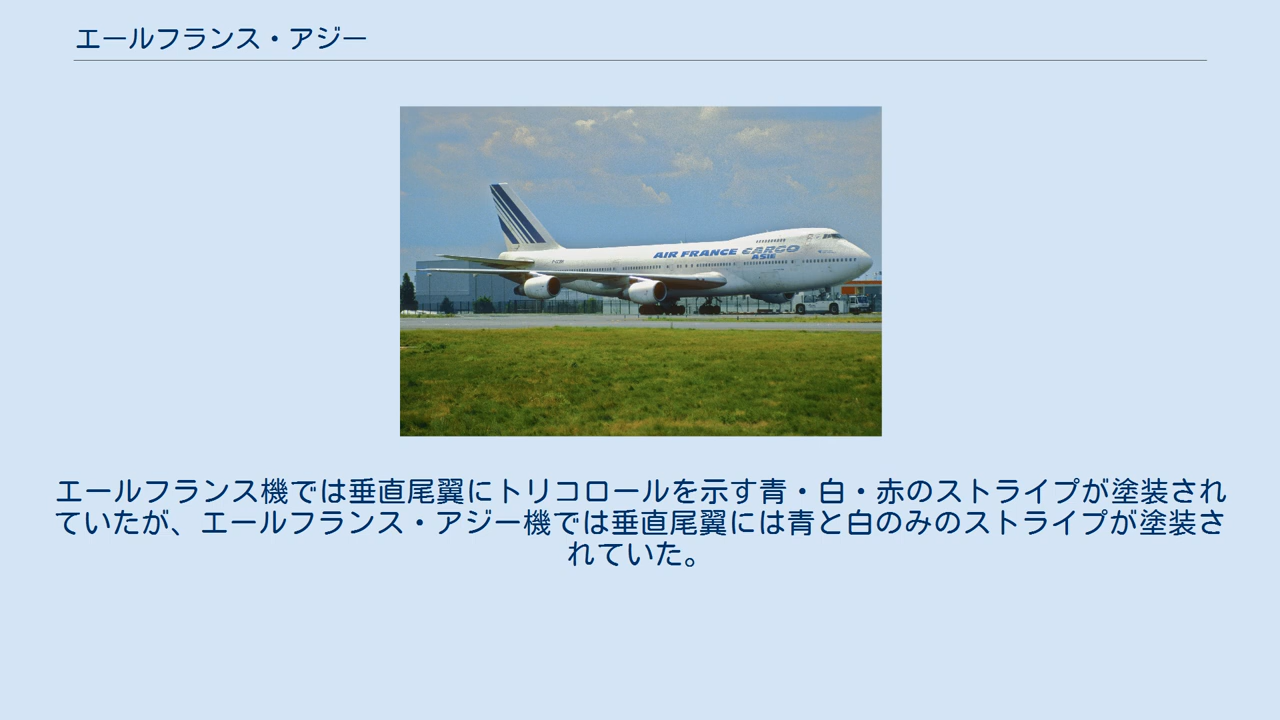 エールフランス・アジー
AIR FRANCE CARGO
ASIE
エールフランス機では垂直尾翼にトリコロールを示す青・白・赤のストライプが塗装され
ていたが、エールフランス・アジー機では垂直尾翼には青と白のみのストライプが塗装さ
れていた。